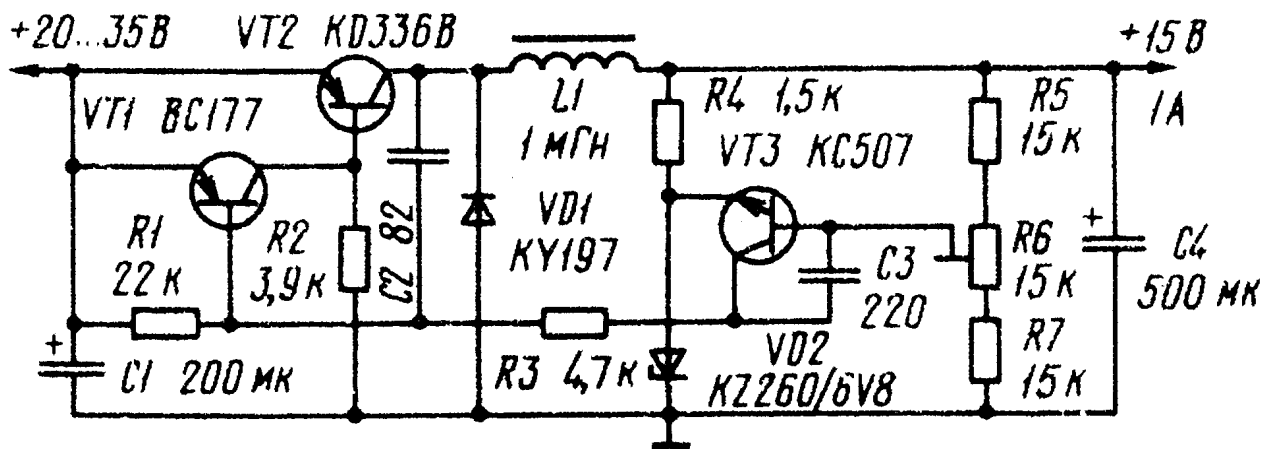 +20...35В
VT2 KD336B
+15В
VT1 BC177
L1
1 мГн
R4 1,5к
VT3 KC507
R5
15к
1А
R1
22к
R2
3,9к
C2 82
VD1
KY197
C3
220
R6
15к
C4
500 мк
+
+
C1 200 мк
R3 4,7к
VD2
KZ260/6V8
R7
15к